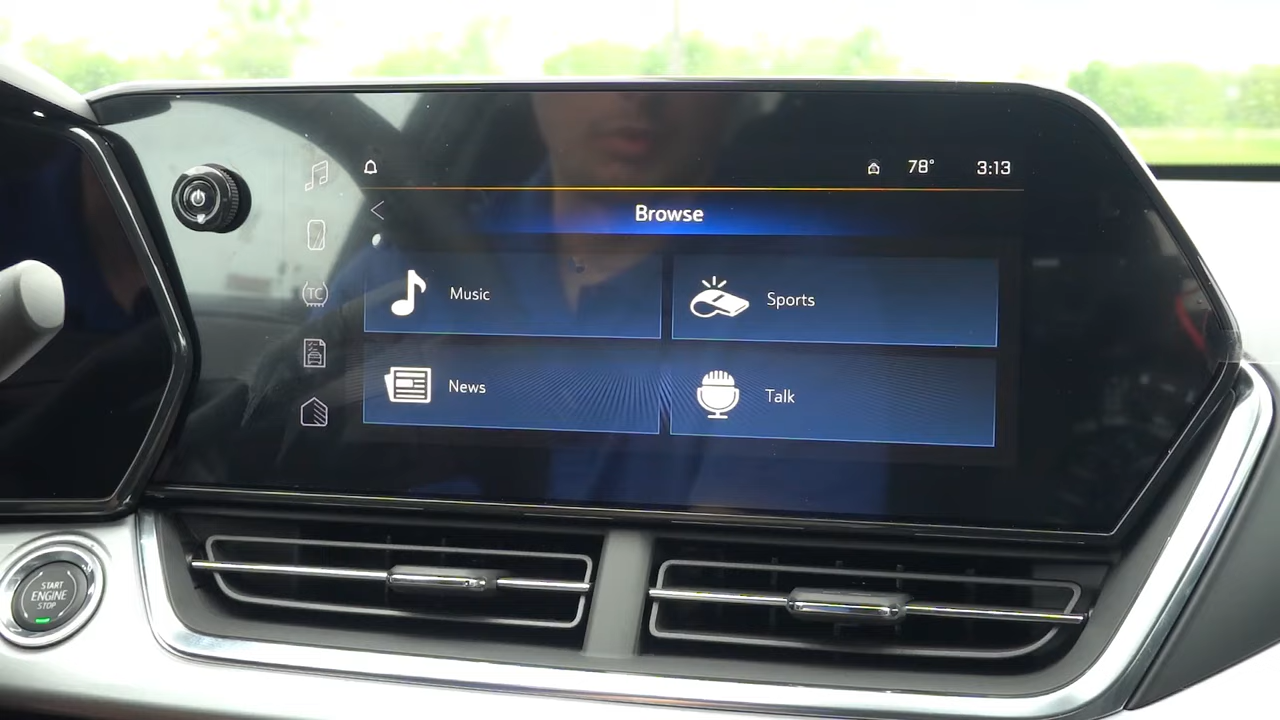 78° 3:13
Browse
Music
Sports
TC
News
Talk
START
ENGINE
STOP